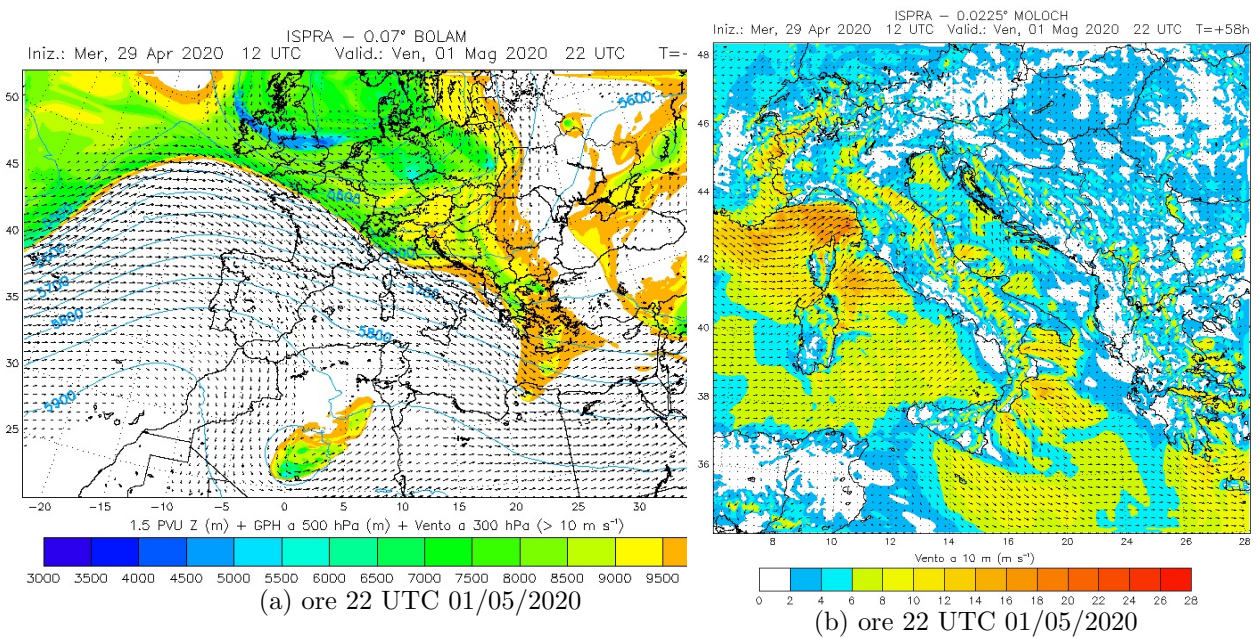 ISPRA – 0.07° BOLAM
Iniz.: Mer, 29 Apr 2020 12 UTC Valid.: Ven, 01 Mag 2020 22 UTC T=-
50
45
40
35
30
25
5600
5700
5800
5800
5900
−20 −15 −10 −5 0 5 10 15 20 25 30
1.5 PVU Z (m) + GPH a 500 hPa (m) + Vento a 300 hPa (> 10 m s⁻¹)
3000 3500 4000 4500 5500 6000 6500 7000 7500 8000 8500 9000 9500
(a) ore 22 UTC 01/05/2020
ISPRA – 0.0225° MOLOCH
Iniz.: Mer, 29 Apr 2020 12 UTC Valid.: Ven, 01 Mag 2020 22 UTC T=+58h
48
46
44
42
40
38
36
8 10 12 14 16 18 20 22 24 26 28
Vento a 10 m (m s⁻¹)
0 2 4 6 8 10 12 14 16 18 20 22 24 26 28
(b) ore 22 UTC 01/05/2020